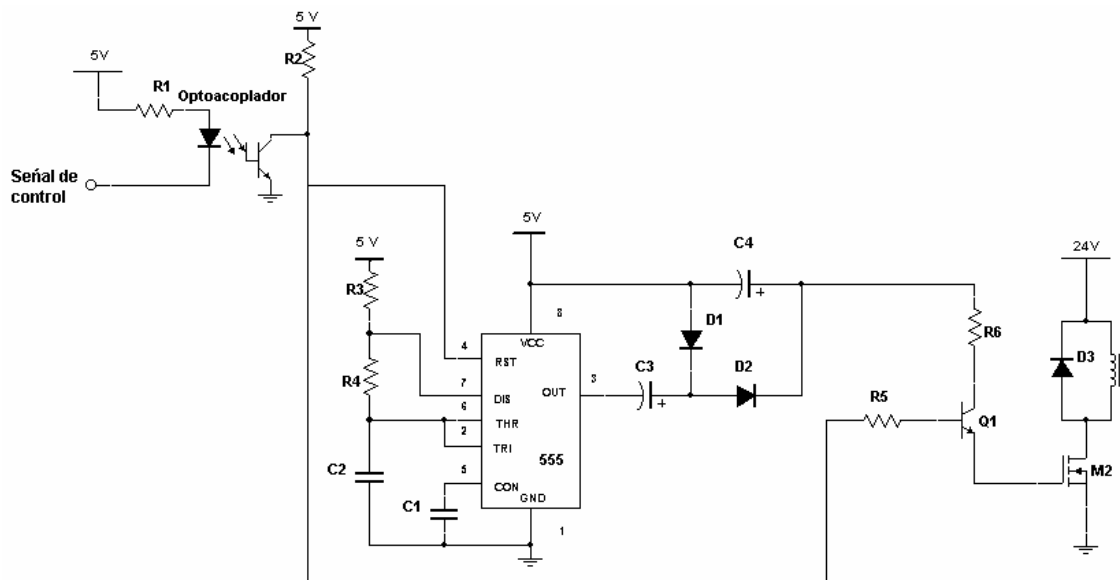 5 V
R2
5V
R1
Optoacoplador
Señal de
control
5V
C4
24V
5 V
R3
8
D1
R6
4
VCC
D3
RST
C3
D2
R4
7
3
DIS
OUT
R5
6
THR
Q1
2
TRI
555
M2
C2
5
CON
C1
GND
1